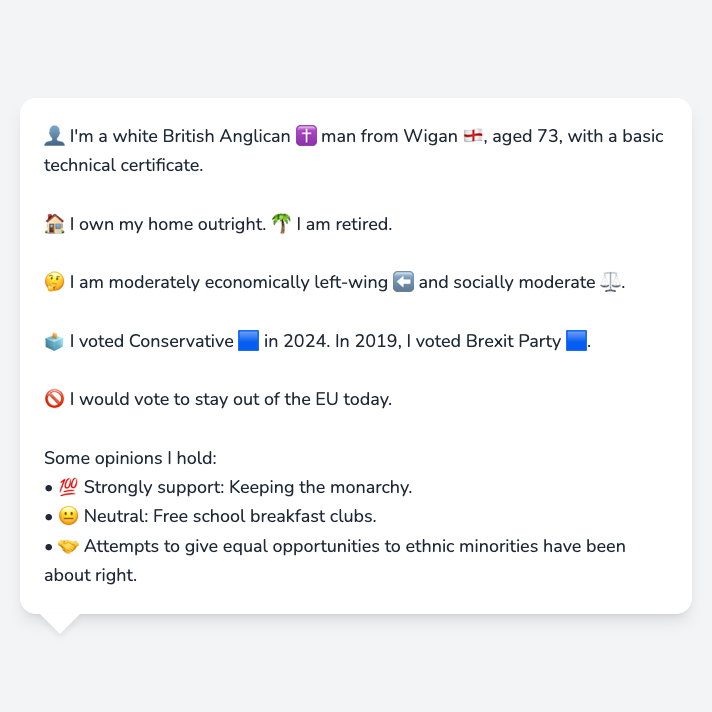 👤 I'm a white British Anglican ✝️ man from Wigan 🏴󠁧󠁢󠁥󠁮󠁧󠁿, aged 73, with a basic
technical certificate.
🏠 I own my home outright. 🌴 I am retired.
🤔 I am moderately economically left-wing ⬅️ and socially moderate ⚖️.
🗳️ I voted Conservative 🟦 in 2024. In 2019, I voted Brexit Party 🟦.
🚫 I would vote to stay out of the EU today.
Some opinions I hold:
• 💯 Strongly support: Keeping the monarchy.
• 😐 Neutral: Free school breakfast clubs.
• 🤝 Attempts to give equal opportunities to ethnic minorities have been
about right.